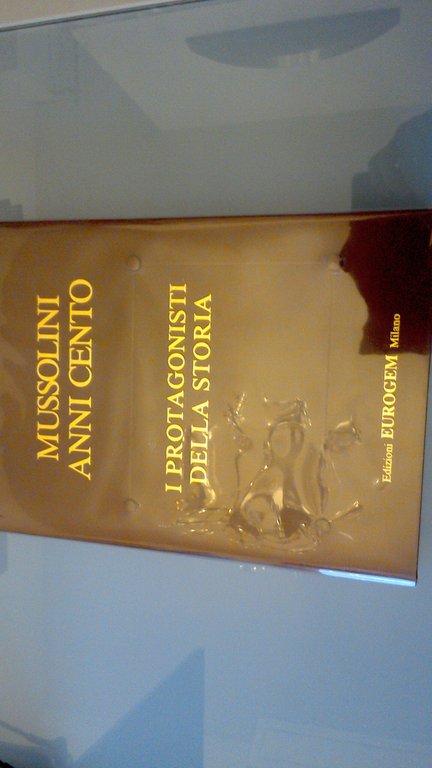 MUSSOLINI
ANNI CENTO
I PROTAGONISTI
DELLA STORIA
Edizioni EUROGEM Milano